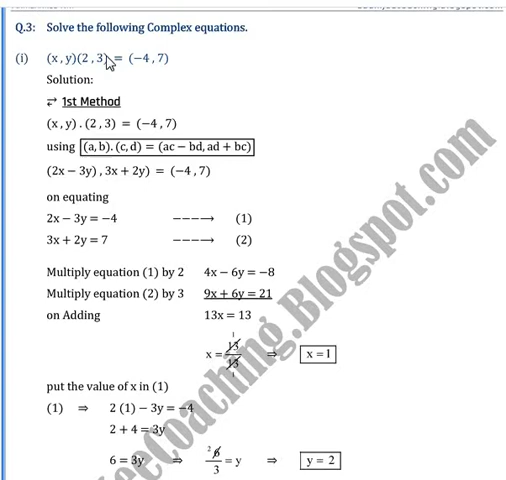 Q.3: Solve the following Complex equations.
(i) (x , y)(2 , 3) = (−4 , 7)
Solution:
⇄ 1st Method
(x , y) . (2 , 3) = (−4 , 7)
using (a, b). (c, d) = (ac − bd, ad + bc)
(2x − 3y) , 3x + 2y) = (−4 , 7)
on equating
2x − 3y = −4 −−−→ (1)
3x + 2y = 7 −−−→ (2)
Multiply equation (1) by 2 4x − 6y = −8
Multiply equation (2) by 3 9x + 6y = 21
on Adding 13x = 13
x = 13/13 ⇒ x = 1
put the value of x in (1)
(1) ⇒ 2 (1) − 3y = −4
2 + 4 = 3y
6 = 3y ⇒ 2 6/3 = y ⇒ y = 2
eeCoaching.Blogspot.com